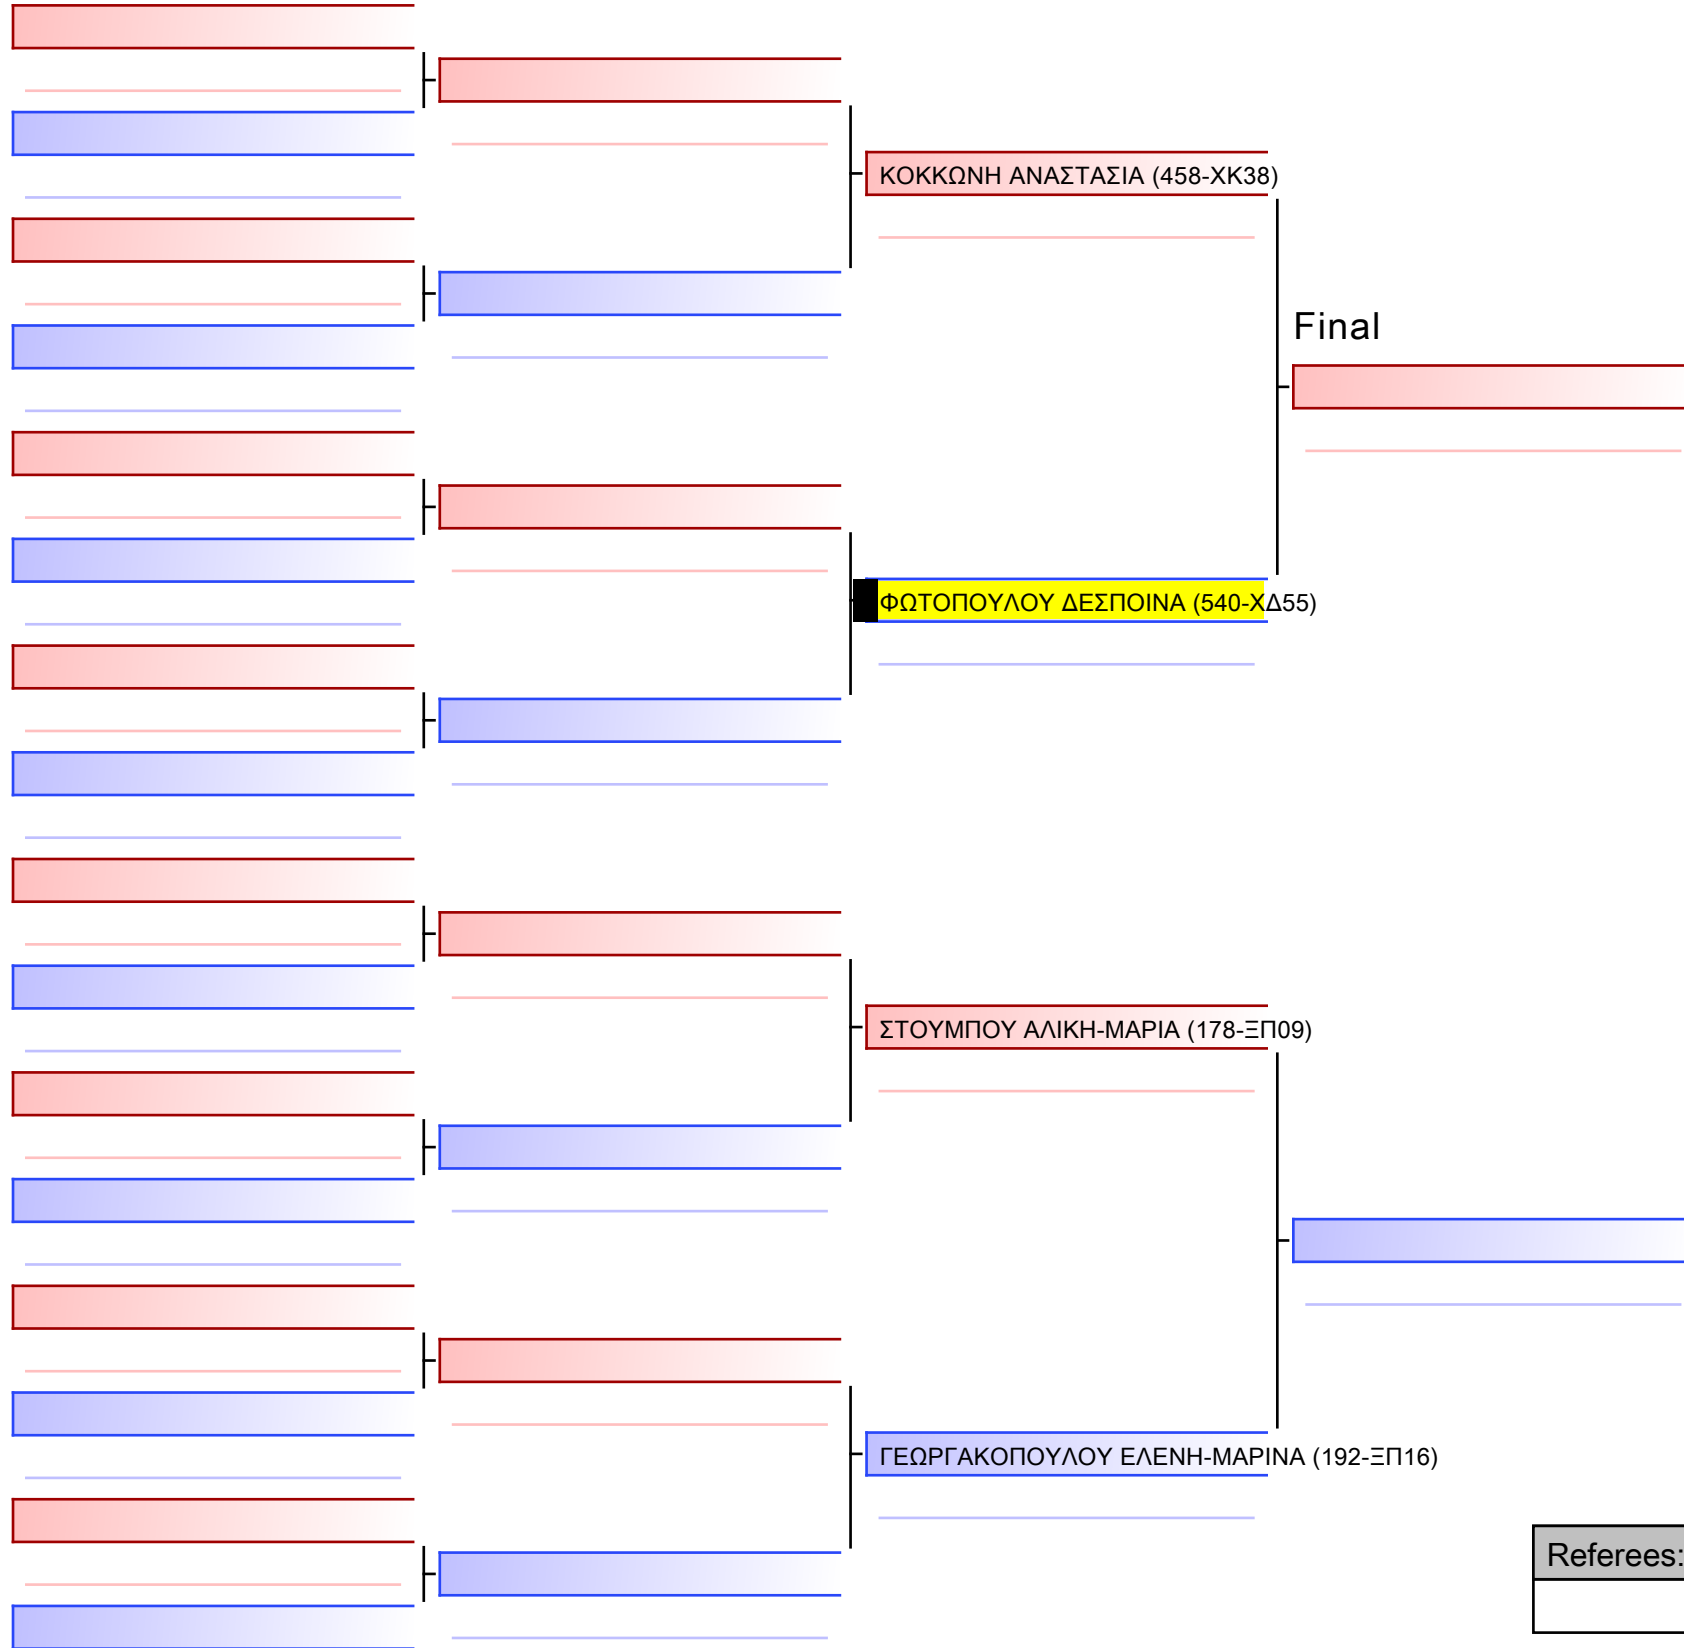 ΚΟΚΚΩΝΗ ΑΝΑΣΤΑΣΙΑ (458-ΧΚ38)
Final
ΦΩΤΟΠΟΥΛΟΥ ΔΕΣΠΟΙΝΑ (540-ΧΔ55)
ΣΤΟΥΜΠΟΥ ΑΛΙΚΗ-ΜΑΡΙΑ (178-ΞΠ09)
ΓΕΩΡΓΑΚΟΠΟΥΛΟΥ ΕΛΕΝΗ-ΜΑΡΙΝΑ (192-ΞΠ16)
Referees: